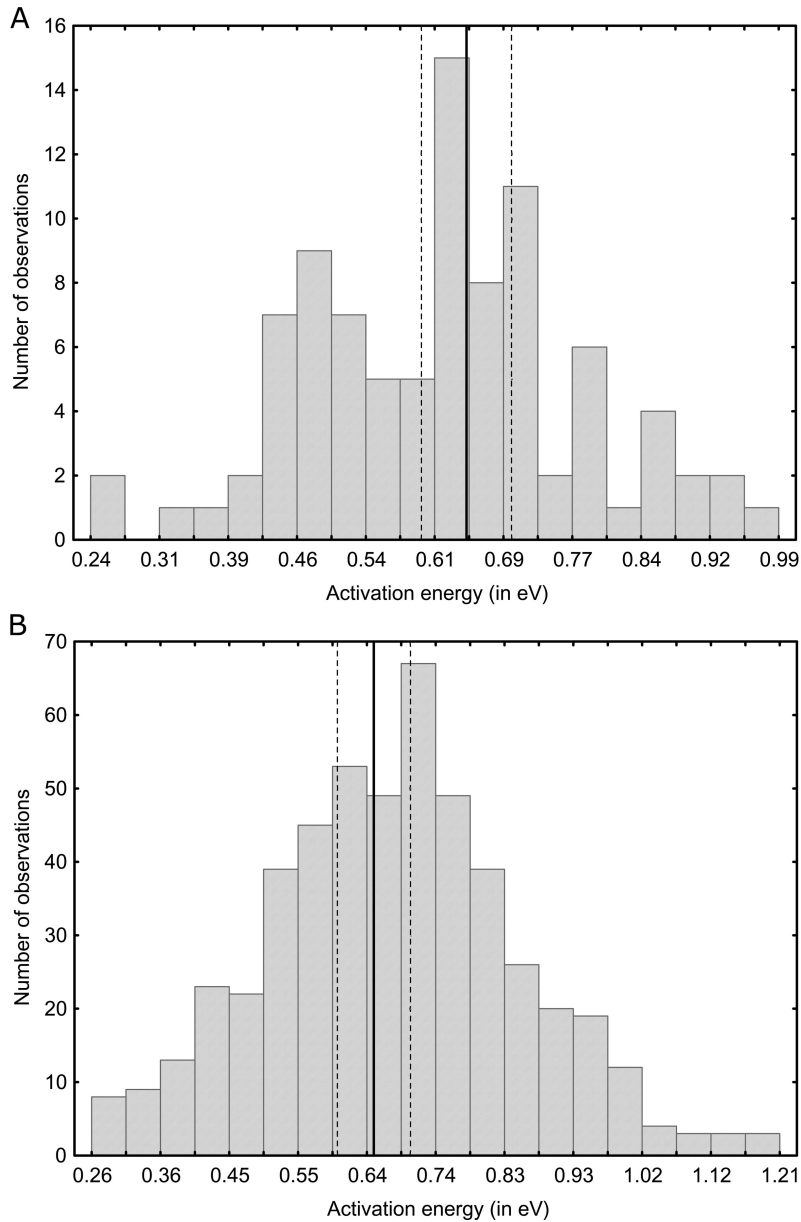 A
16
14
12
10
8
6
4
2
0
Number of observations
0.24 0.31 0.39 0.46 0.54 0.61 0.69 0.77 0.84 0.92 0.99
Activation energy (in eV)
B
70
60
50
40
30
20
10
0
Number of observations
0.26 0.36 0.45 0.55 0.64 0.74 0.83 0.93 1.02 1.12 1.21
Activation energy (in eV)